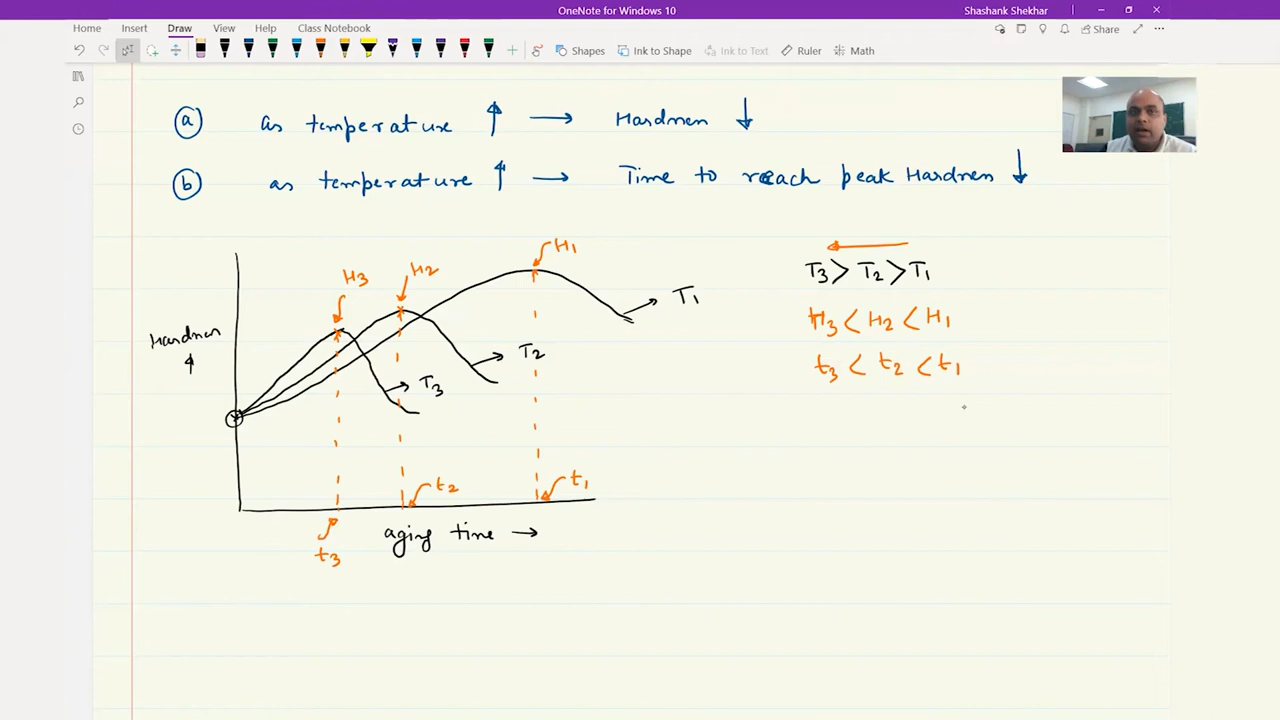 OneNote for Windows 10
Shashank Shekhar
Home Insert Draw View Help Class Notebook
Share
Shapes Ink to Shape Ink to Text Ruler Math
(a) as temperature ↑ → Hardness ↓
(b) as temperature ↑ → Time to reach peak Hardness ↓
H1
H2
H3
T3 > T2 > T1
T1
H3 < H2 < H1
Hardness
T2
t3 < t2 < t1
T3
t2
t1
aging time →
t3